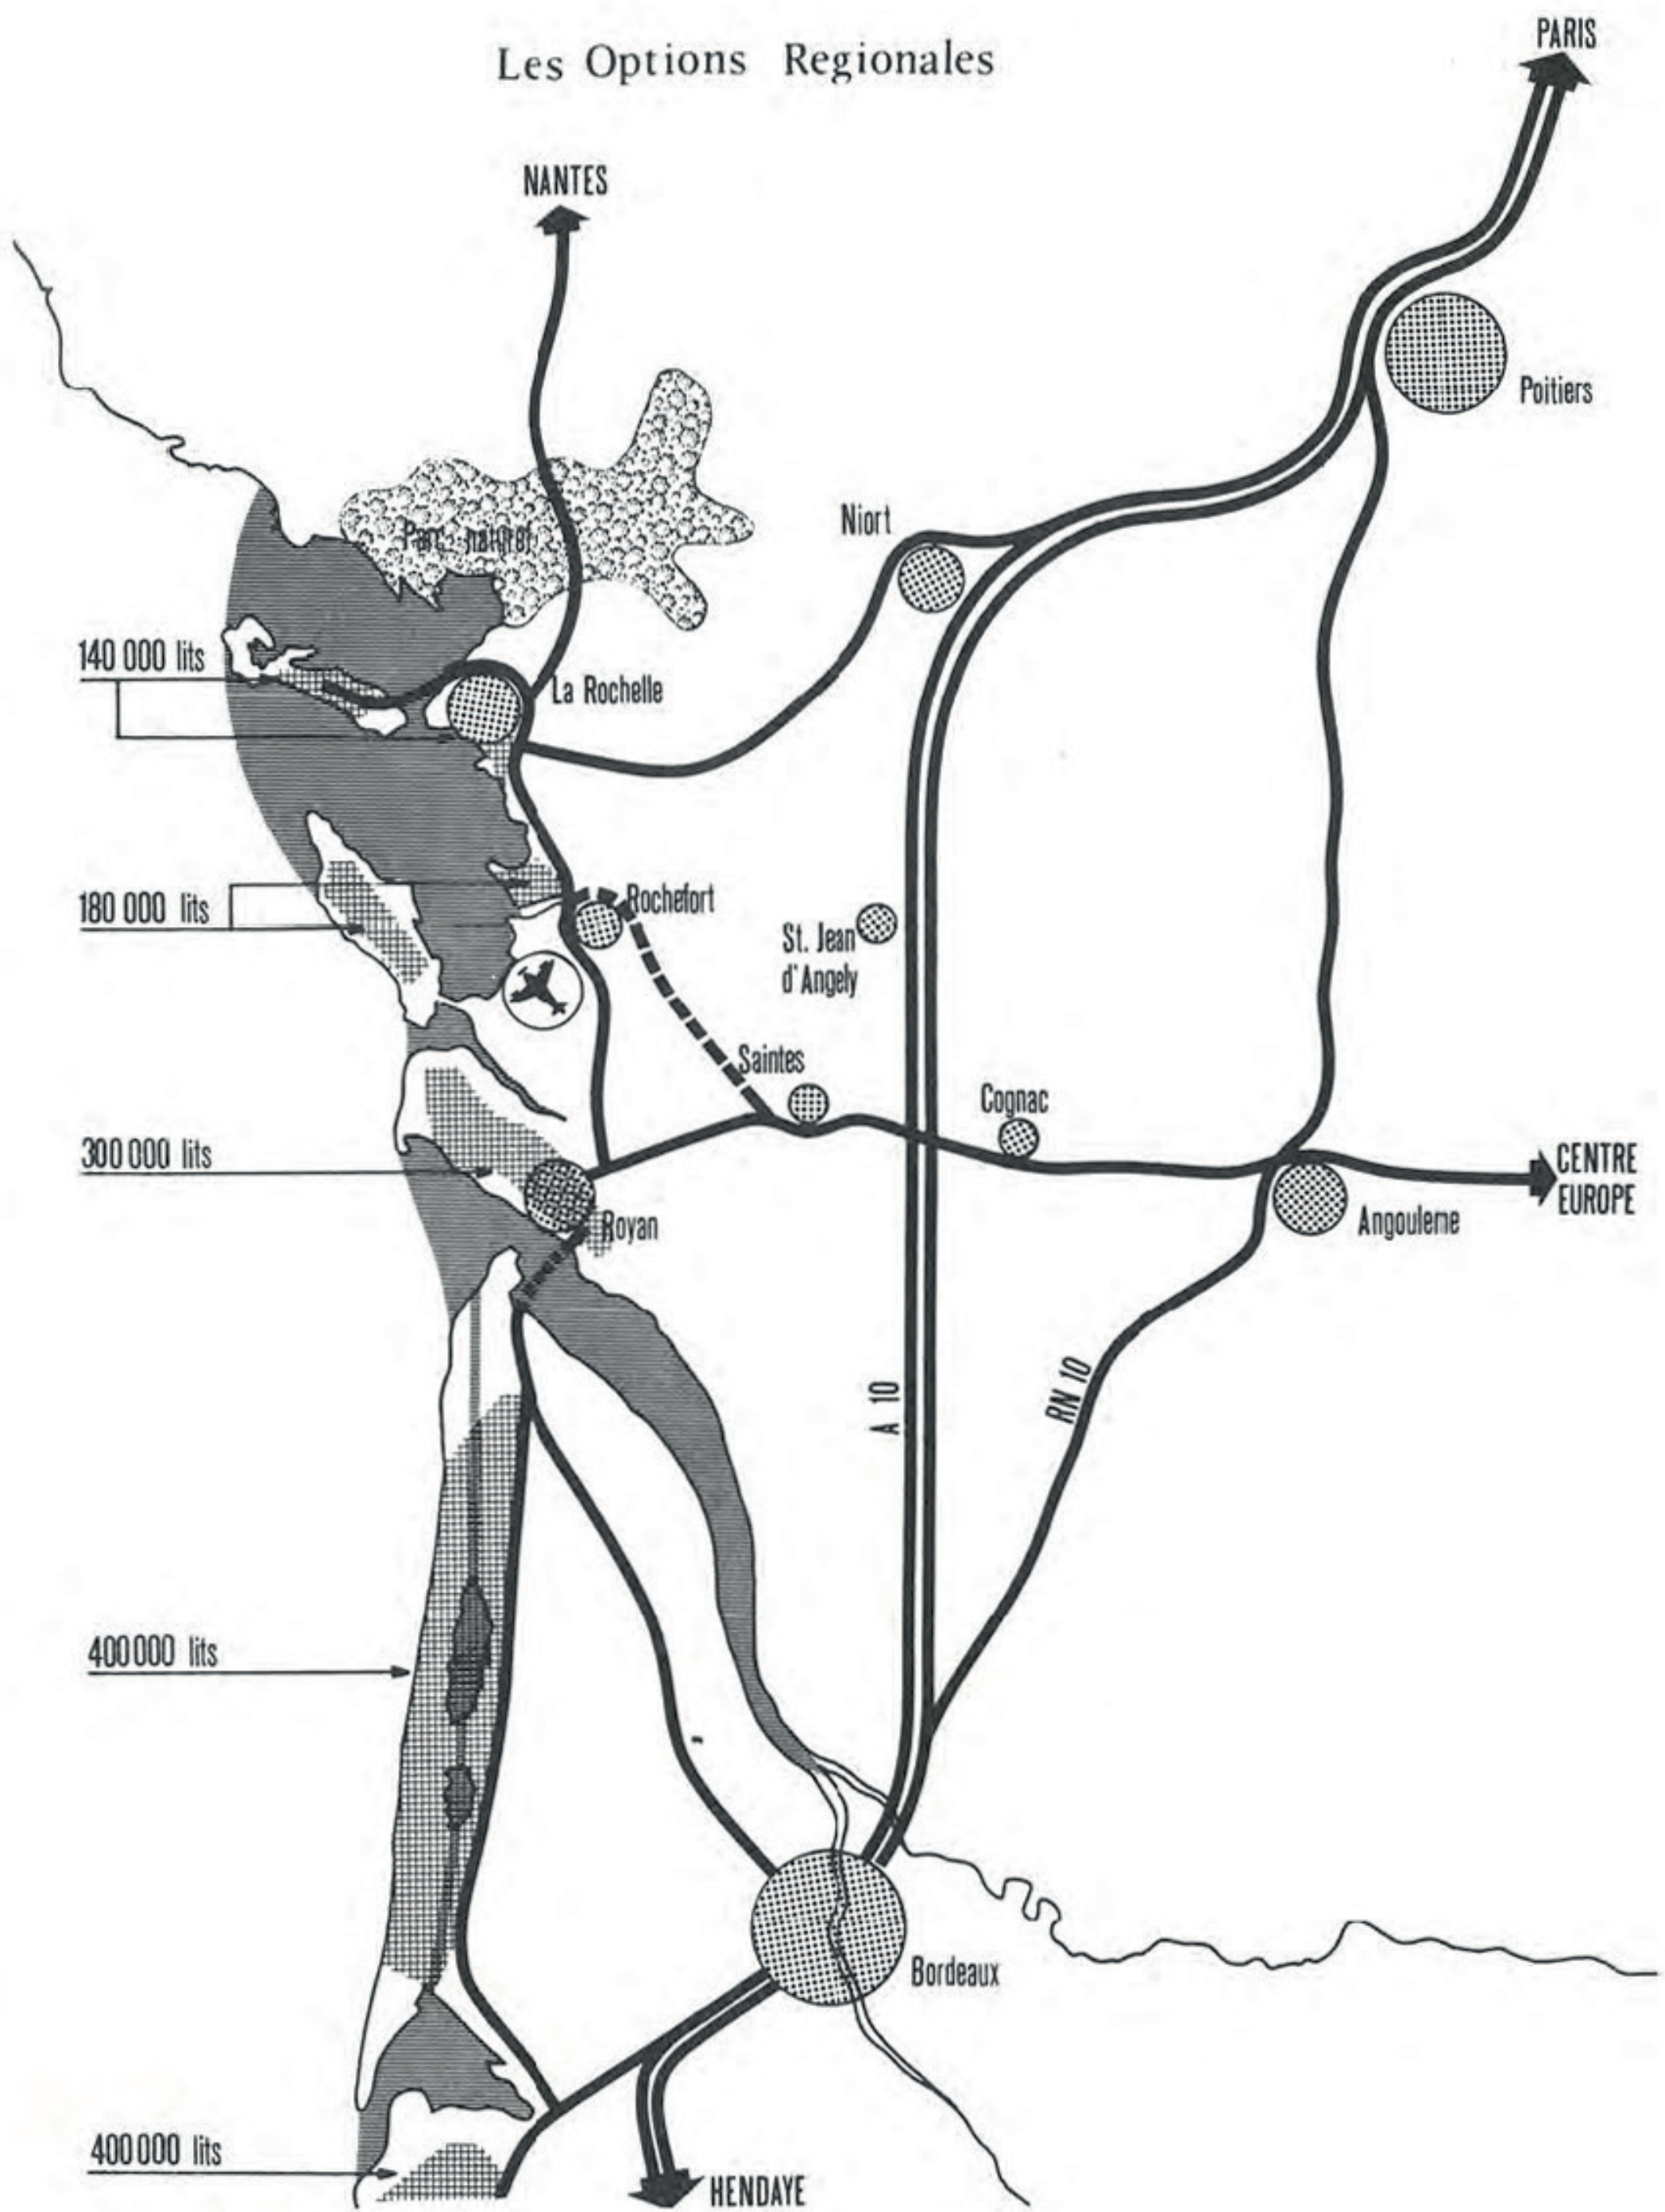 Les Options Regionales
PARIS
NANTES
Poitiers
Niort
Parc naturel
140 000 lits
La Rochelle
180 000 lits
Rochefort
St. Jean
d'Angely
Saintes
Cognac
300 000 lits
CENTRE
EUROPE
Royan
Angouleme
A 10
RN 10
400 000 lits
Bordeaux
400 000 lits
HENDAYE